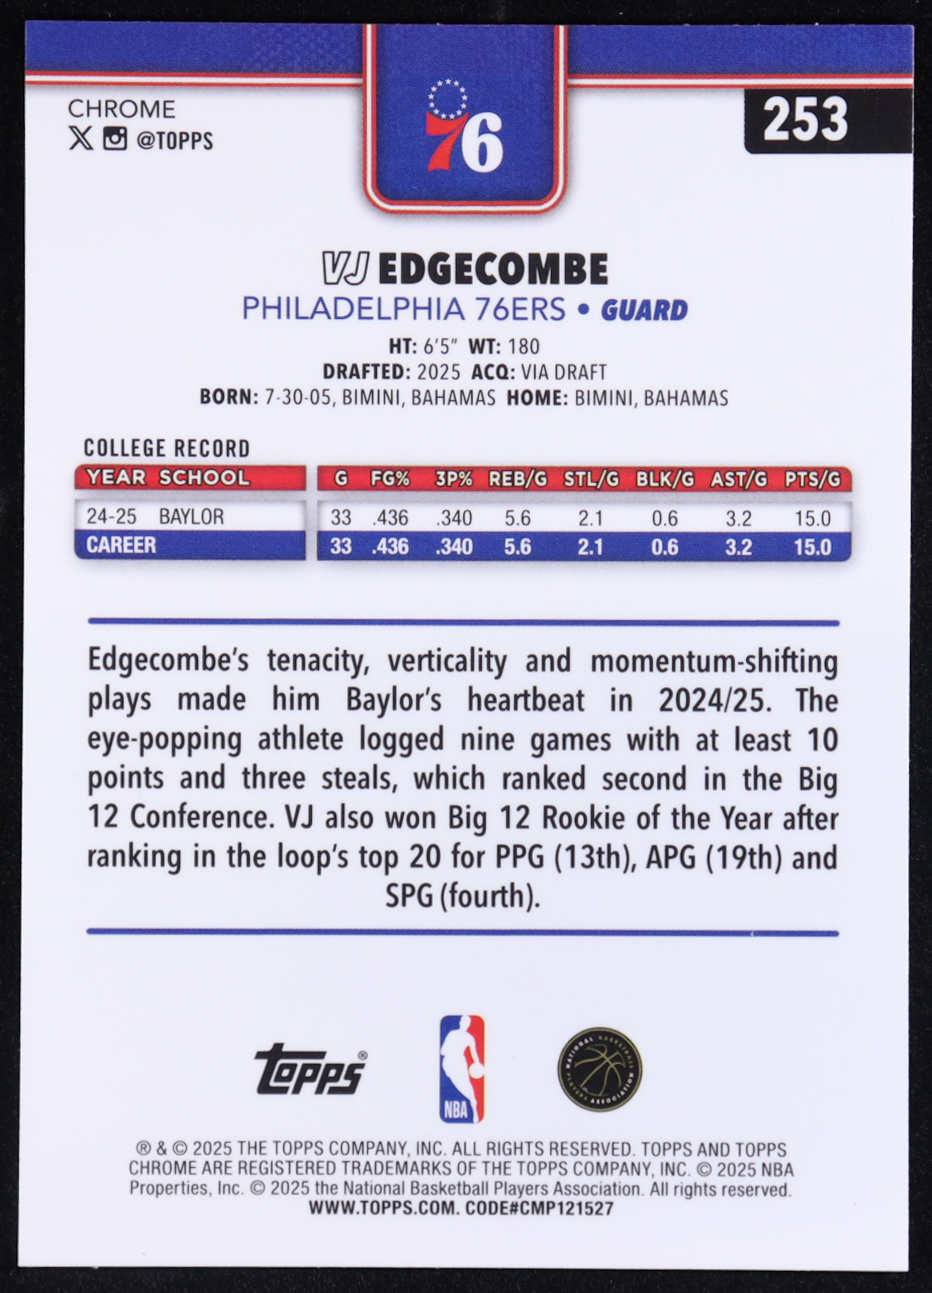 76
CHROME
@TOPPS
253
VJ EDGECOMBE
PHILADELPHIA 76ERS • GUARD
HT: 6'5" WT: 180
DRAFTED: 2025 ACQ: VIA DRAFT
BORN: 7-30-05, BIMINI, BAHAMAS HOME: BIMINI, BAHAMAS
COLLEGE RECORD
YEAR SCHOOL G FG% 3P% REB/G STL/G BLK/G AST/G PTS/G
24-25 BAYLOR 33 .436 .340 5.6 2.1 0.6 3.2 15.0
CAREER 33 .436 .340 5.6 2.1 0.6 3.2 15.0
Edgecombe's tenacity, verticality and momentum-shifting
plays made him Baylor's heartbeat in 2024/25. The
eye-popping athlete logged nine games with at least 10
points and three steals, which ranked second in the Big
12 Conference. VJ also won Big 12 Rookie of the Year after
ranking in the loop's top 20 for PPG (13th), APG (19th) and
SPG (fourth).
Topps®
NBA
NATIONAL BASKETBALL PLAYERS ASSOCIATION
® & © 2025 THE TOPPS COMPANY, INC. ALL RIGHTS RESERVED. TOPPS AND TOPPS
CHROME ARE REGISTERED TRADEMARKS OF THE TOPPS COMPANY, INC. © 2025 NBA
Properties, Inc. © 2025 the National Basketball Players Association. All rights reserved.
WWW.TOPPS.COM. CODE#CMP121527